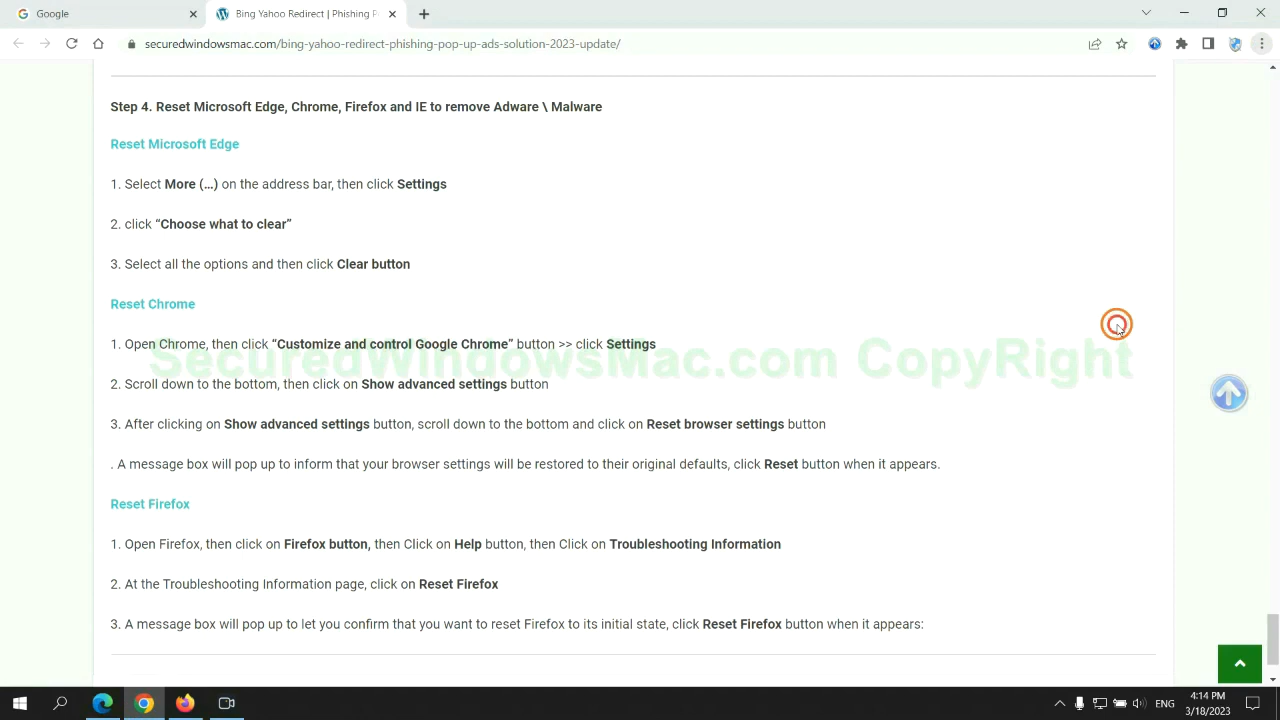 Google
Bing Yahoo Redirect | Phishing P
securedwindowsmac.com/bing-yahoo-redirect-phishing-pop-up-ads-solution-2023-update/
Step 4. Reset Microsoft Edge, Chrome, Firefox and IE to remove Adware \ Malware
Reset Microsoft Edge
1. Select More (…) on the address bar, then click Settings
2. click “Choose what to clear”
3. Select all the options and then click Clear button
Reset Chrome
1. Open Chrome, then click “Customize and control Google Chrome” button >> click Settings
SecuredWindowsMac.com CopyRight
2. Scroll down to the bottom, then click on Show advanced settings button
3. After clicking on Show advanced settings button, scroll down to the bottom and click on Reset browser settings button
. A message box will pop up to inform that your browser settings will be restored to their original defaults, click Reset button when it appears.
Reset Firefox
1. Open Firefox, then click on Firefox button, then Click on Help button, then Click on Troubleshooting Information
2. At the Troubleshooting Information page, click on Reset Firefox
3. A message box will pop up to let you confirm that you want to reset Firefox to its initial state, click Reset Firefox button when it appears:
ENG
4:14 PM
3/18/2023